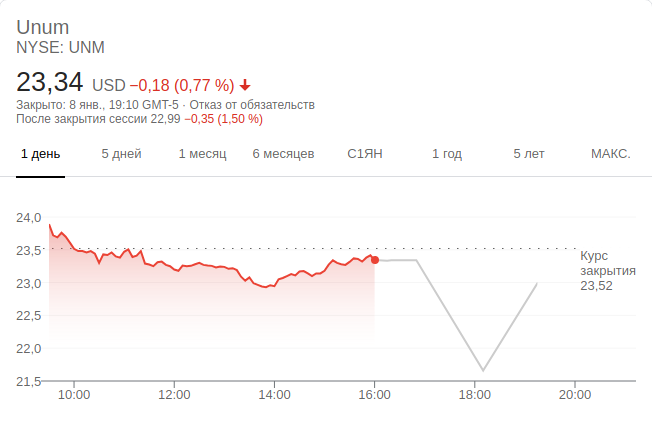 Unum
NYSE: UNM
23,34 USD −0,18 (0,77 %)
Закрыто: 8 янв., 19:10 GMT-5 · Отказ от обязательств
После закрытия сессии 22,99 −0,35 (1,50 %)
1 день 5 дней 1 месяц 6 месяцев С1ЯН 1 год 5 лет МАКС.
24,0
23,5
Курс
закрытия
23,52
23,0
22,5
22,0
21,5
10:00 12:00 14:00 16:00 18:00 20:00